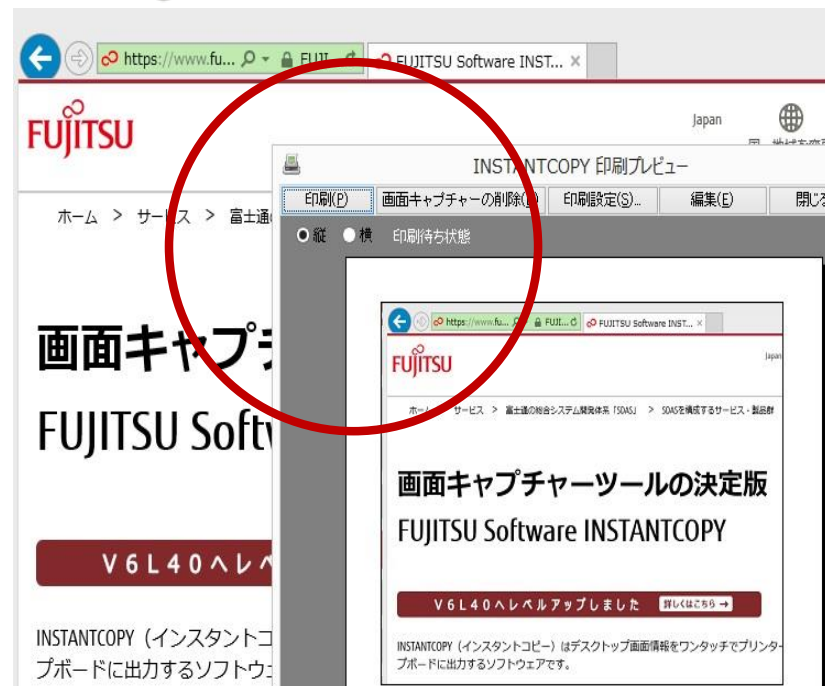 https://www.fu...
FUJITSU Software INST... ×
FUJITSU
Japan
INSTANTCOPY 印刷プレビュー
印刷(P) 画面キャプチャーの削除 印刷設定(S)... 編集(E) 閉じる
ホーム > サービス > 富士通
縦 横 印刷待ち状態
https://www.fu... FUJI... FUJITSU Software INST... ×
FUJITSU
Japan
ホーム > サービス > 富士通の総合システム開発体系「SDAS」 > SDASを構成するサービス・製品群
画面キャプ
FUJITSU Soft
画面キャプチャーツールの決定版
FUJITSU Software INSTANTCOPY
V6L40へレベ
V6L40へレベルアップしました 詳しくはこちら→
INSTANTCOPY（インスタントコ
プボードに出力するソフトウェ
INSTANTCOPY（インスタントコピー）はデスクトップ画面情報をワンタッチでプリンター
プボードに出力するソフトウェアです。